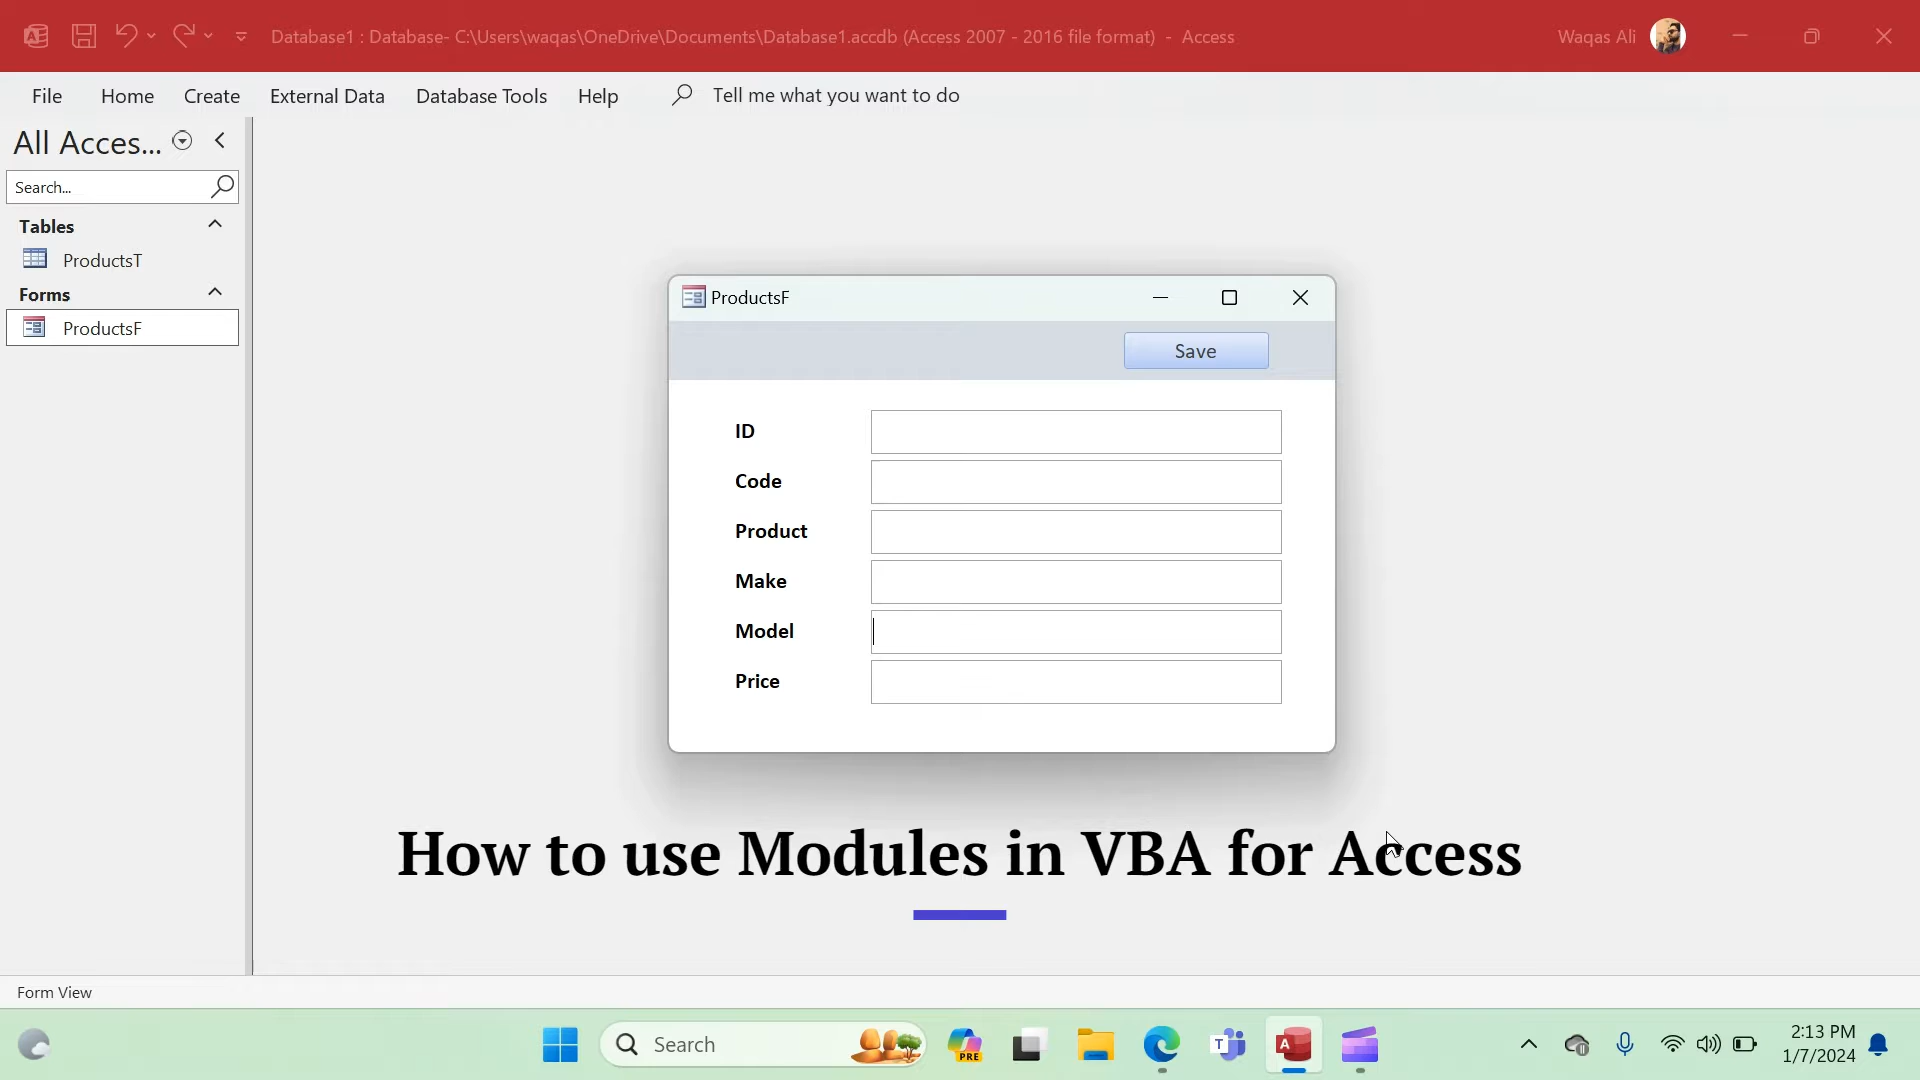 Database1 : Database- C:\Users\waqas\OneDrive\Documents\Database1.accdb (Access 2007 - 2016 file format) - Access
Waqas Ali
File Home Create External Data Database Tools Help Tell me what you want to do
All Acces...
Search...
Tables
ProductsT
Forms
ProductsF
ProductsF
Save
ID
Code
Product
Make
Model
Price
How to use Modules in VBA for Access
Form View
Search
PRE
T
A
2:13 PM
1/7/2024